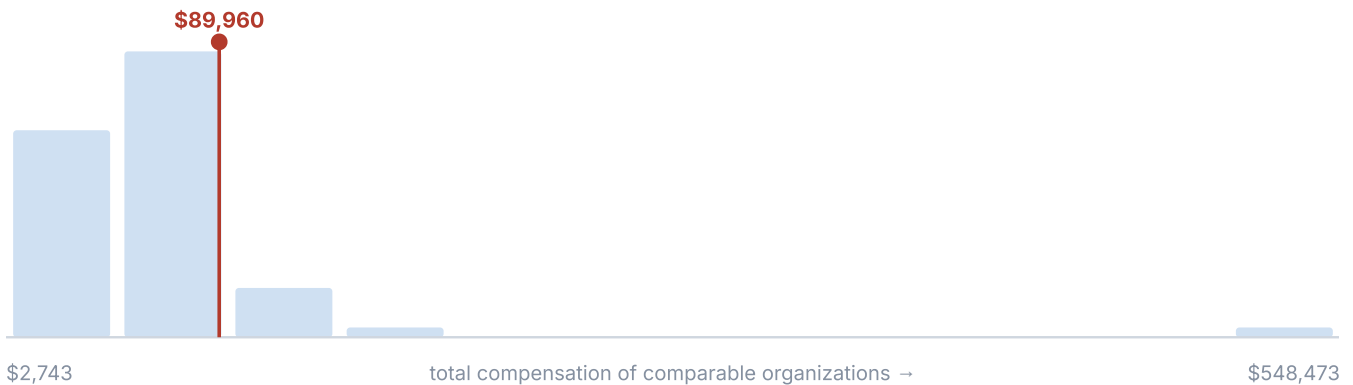 $89,960
$2,743
total compensation of comparable organizations →
$548,473